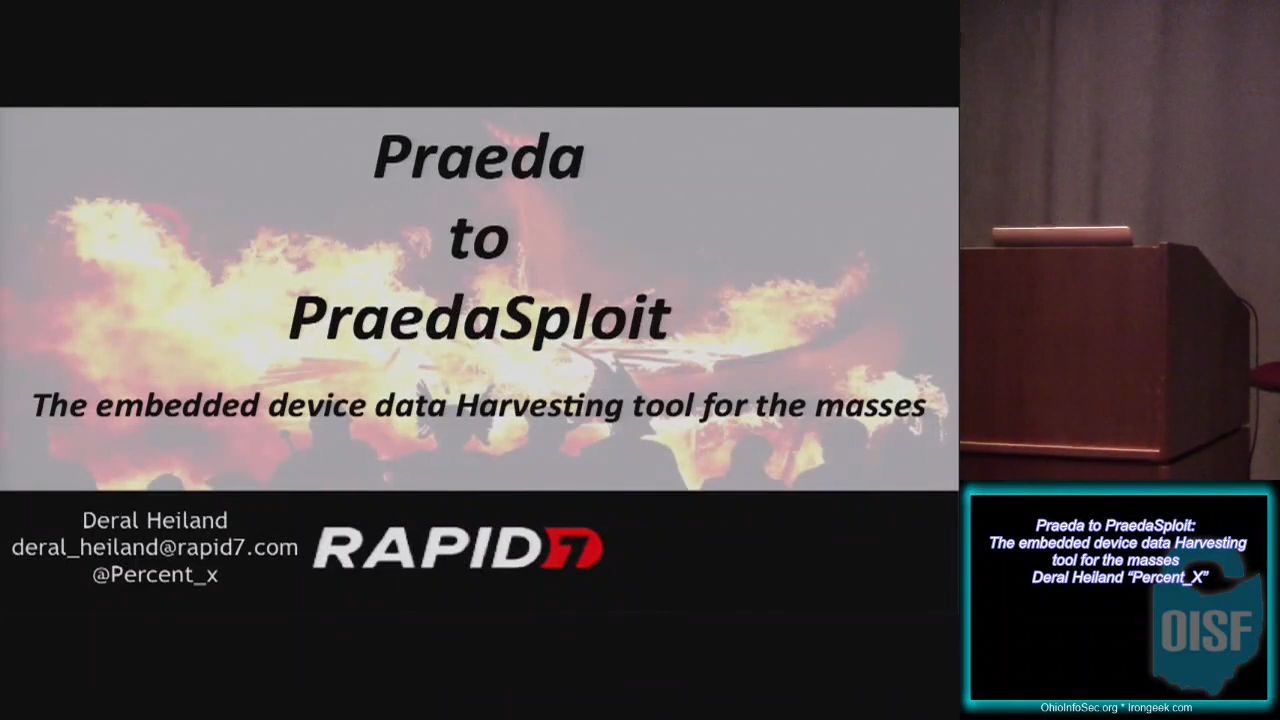 Praeda
to
PraedaSploit
The embedded device data Harvesting tool for the masses
Deral Heiland
deral_heiland@rapid7.com
@Percent_x
RAPID7
Praeda to PraedaSploit:
The embedded device data Harvesting
tool for the masses
Deral Heiland “Percent_X”
OISF
OhioInfoSec.org * Irongeek.com